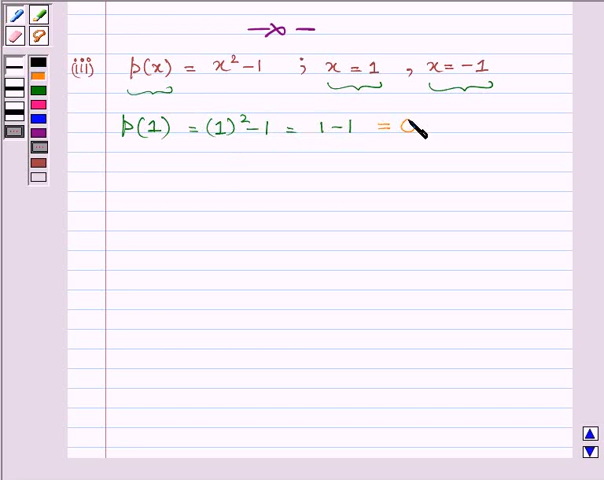 (iii) p(x) = x² - 1 ; x = 1 , x = -1
p(1) = (1)² - 1 = 1 - 1 = 0